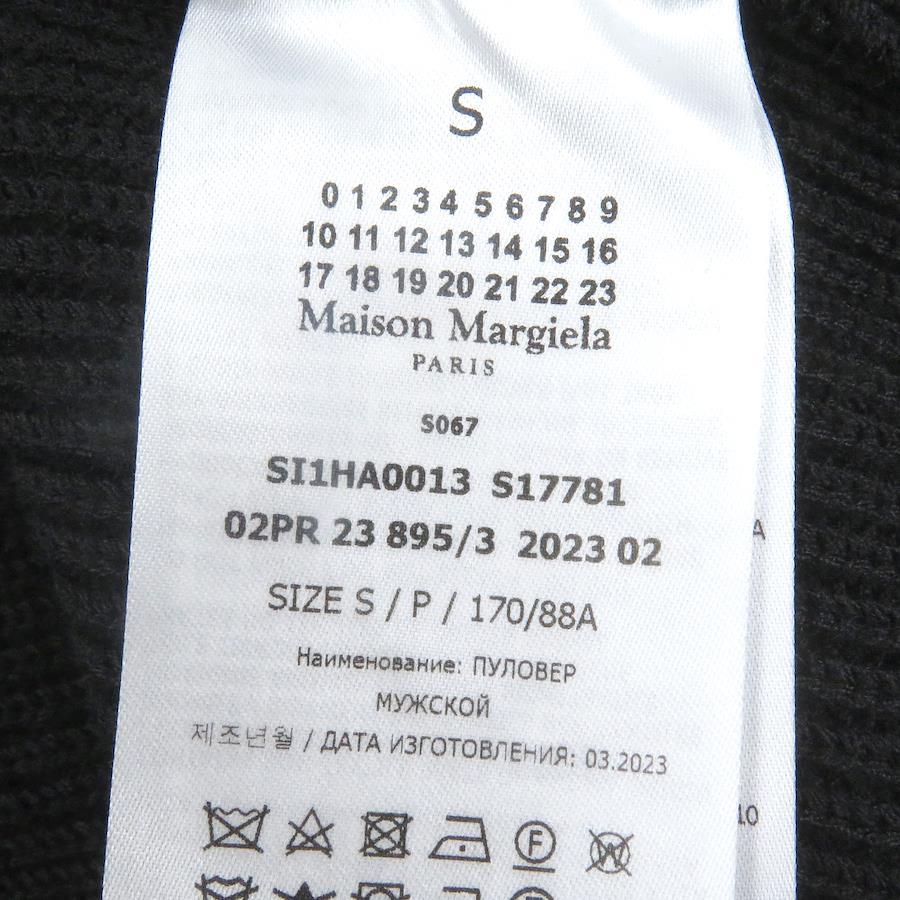 S
0 1 2 3 4 5 6 7 8 9
10 11 12 13 14 15 16
17 18 19 20 21 22 23
Maison Margiela
PARIS
S067
SI1HA0013 S17781
02PR 23 895/3 2023 02
SIZE S / P / 170/88A
Наименование: ПУЛОВЕР
МУЖСКОЙ
제조년월 / ДАТА ИЗГОТОВЛЕНИЯ: 03.2023
F W
A
10